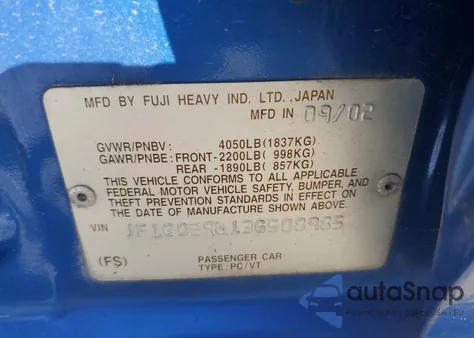 MFD BY FUJI HEAVY IND. LTD.,JAPAN
MFD IN 09/02
GVWR/PNBV: 4050LB(1837KG)
GAWR/PNBE: FRONT-2200LB( 998KG)
REAR -1890LB( 857KG)
THIS VEHICLE CONFORMS TO ALL APPLICABLE
FEDERAL MOTOR VEHICLE SAFETY, BUMPER, AND
THEFT PREVENTION STANDARDS IN EFFECT ON
THE DATE OF MANUFACTURE SHOWN ABOVE.
VIN
(FS)
PASSENGER CAR
TYPE:PC/VT
autoSnap